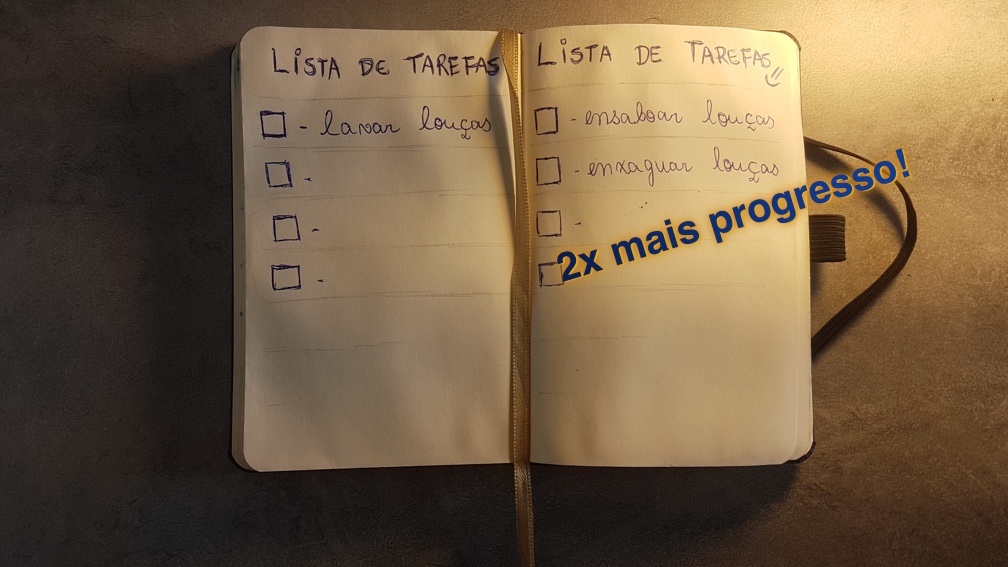 LISTA DE TAREFAS
- lavar louças
-
-
-
LISTA DE TAREFAS
- ensaboar louças
- enxaguar louças
-
2x mais progresso!